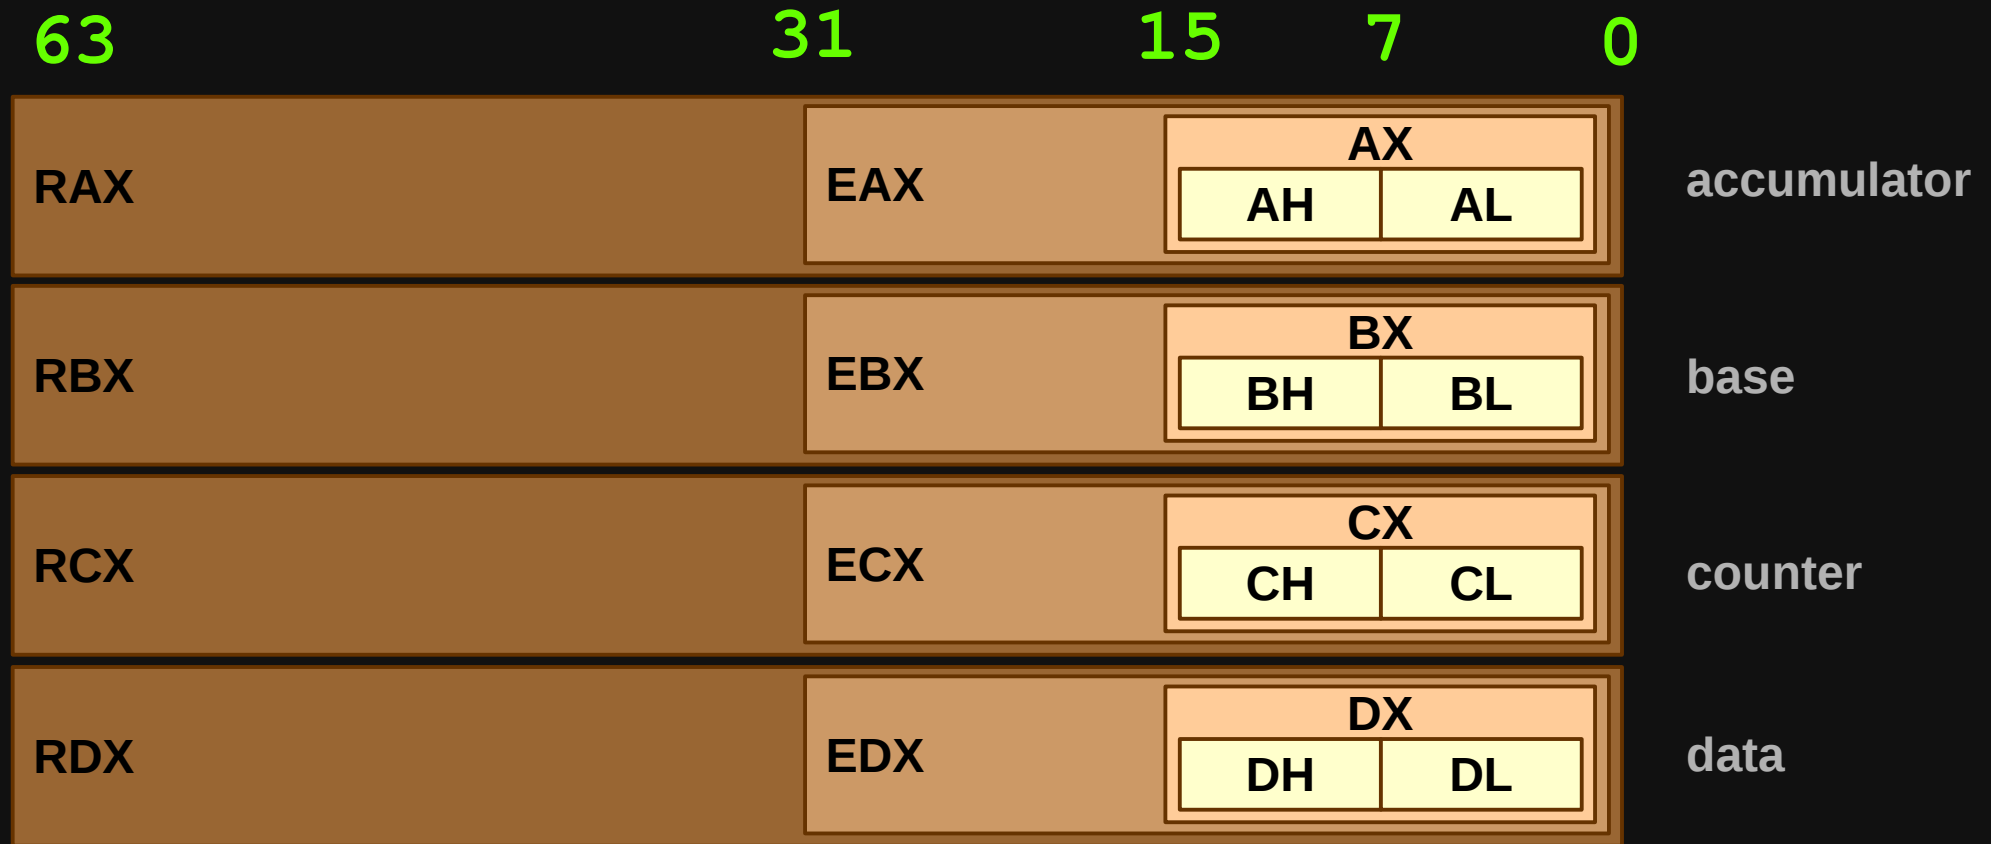 63 31 15 7 0
RAX EAX AX AH AL accumulator
RBX EBX BX BH BL base
RCX ECX CX CH CL counter
RDX EDX DX DH DL data